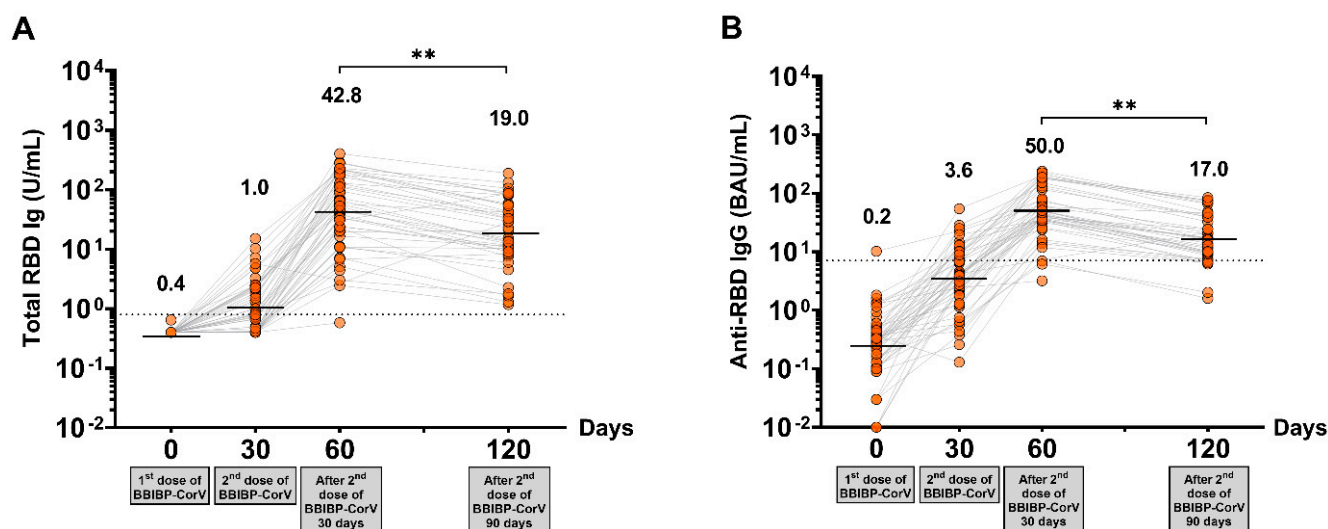 A
Total RBD Ig (U/mL)
10⁴
10³
10²
10¹
10⁰
10⁻¹
10⁻²
0.4
1.0
42.8
**
19.0
0
30
60
120
Days
1st dose of
BBIBP-CorV
2nd dose of
BBIBP-CorV
After 2nd
dose of
BBIBP-CorV
30 days
After 2nd
dose of
BBIBP-CorV
90 days
B
Anti-RBD IgG (BAU/mL)
10⁴
10³
10²
10¹
10⁰
10⁻¹
10⁻²
0.2
3.6
50.0
**
17.0
0
30
60
120
Days
1st dose of
BBIBP-CorV
2nd dose of
BBIBP-CorV
After 2nd
dose of
BBIBP-CorV
30 days
After 2nd
dose of
BBIBP-CorV
90 days